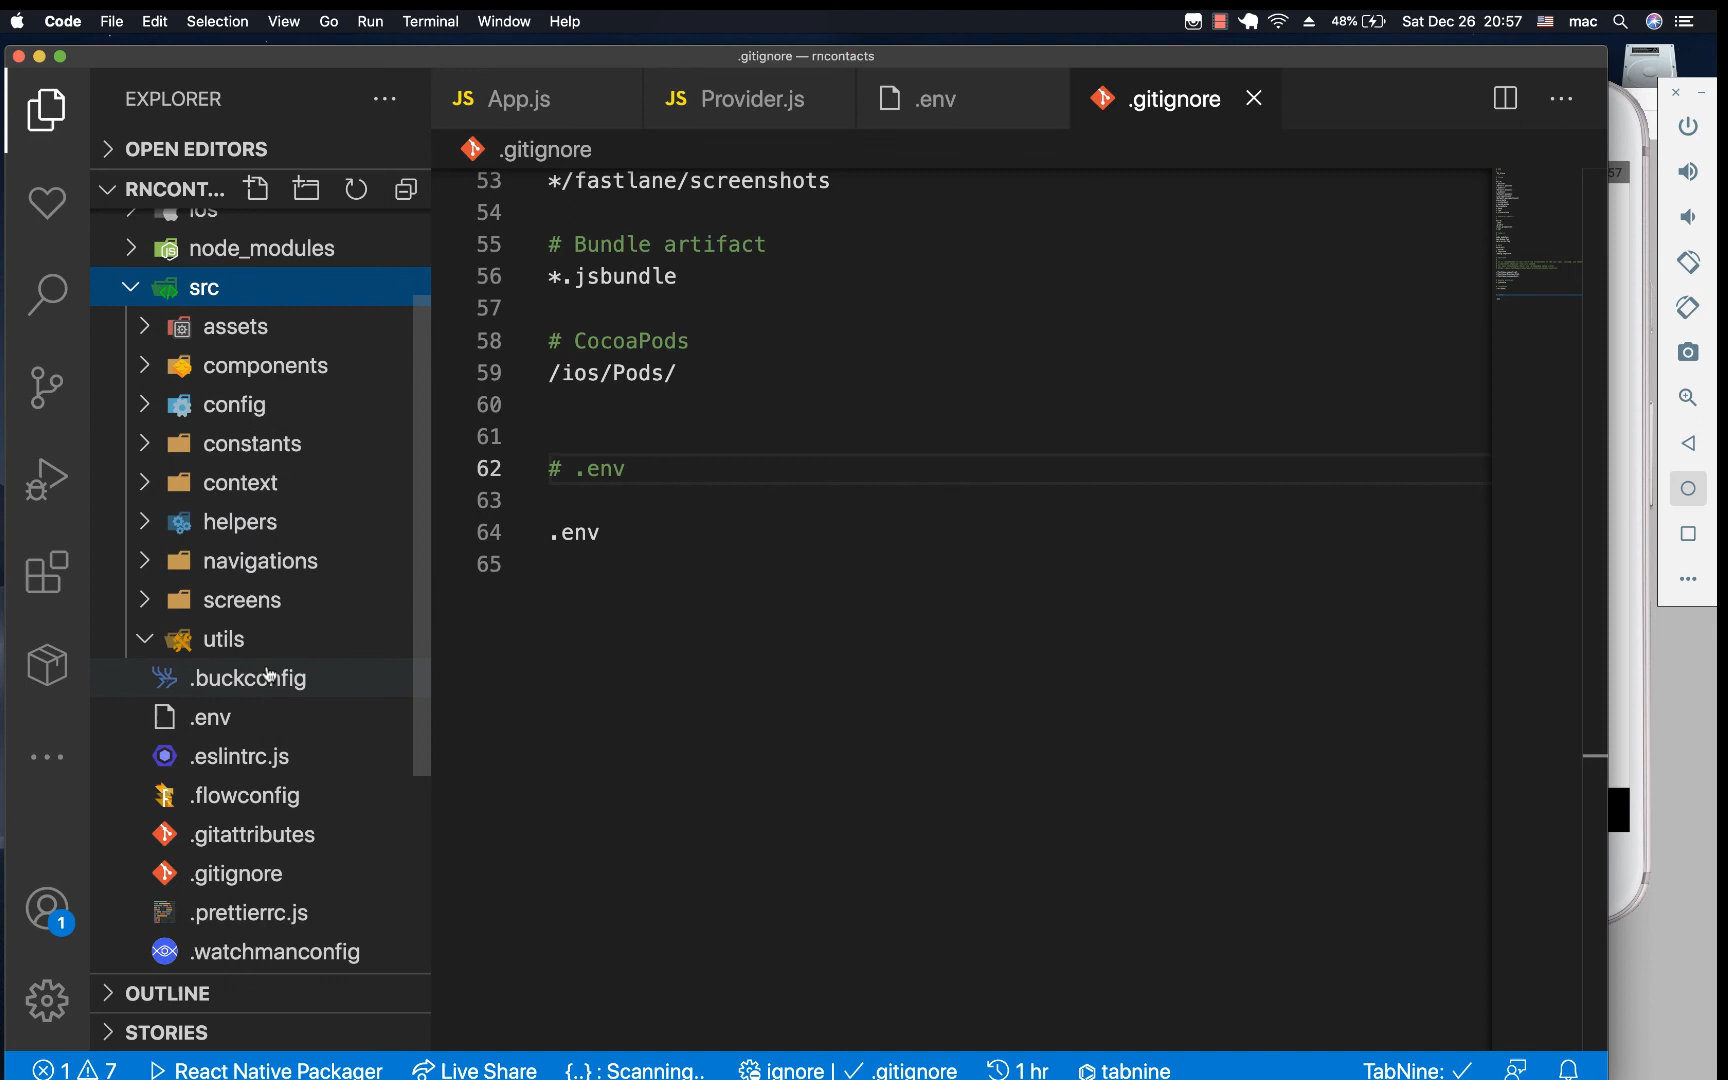 Code File Edit Selection View Go Run Terminal Window Help 48% Sat Dec 26 20:57 mac
.gitignore — rncontacts
EXPLORER
OPEN EDITORS
RNCONT...
ios
node_modules
src
assets
components
config
constants
context
helpers
navigations
screens
utils
.buckconfig
.env
.eslintrc.js
.flowconfig
.gitattributes
.gitignore
.prettierrc.js
.watchmanconfig
OUTLINE
STORIES
JS App.js JS Provider.js .env .gitignore
.gitignore
53 */fastlane/screenshots
54
55 # Bundle artifact
56 *.jsbundle
57
58 # CocoaPods
59 /ios/Pods/
60
61
62 # .env
63
64 .env
65
57
1
1 7 React Native Packager Live Share {..} : Scanning.. ignore | ✓ .gitignore 1 hr tabnine TabNine: ✓